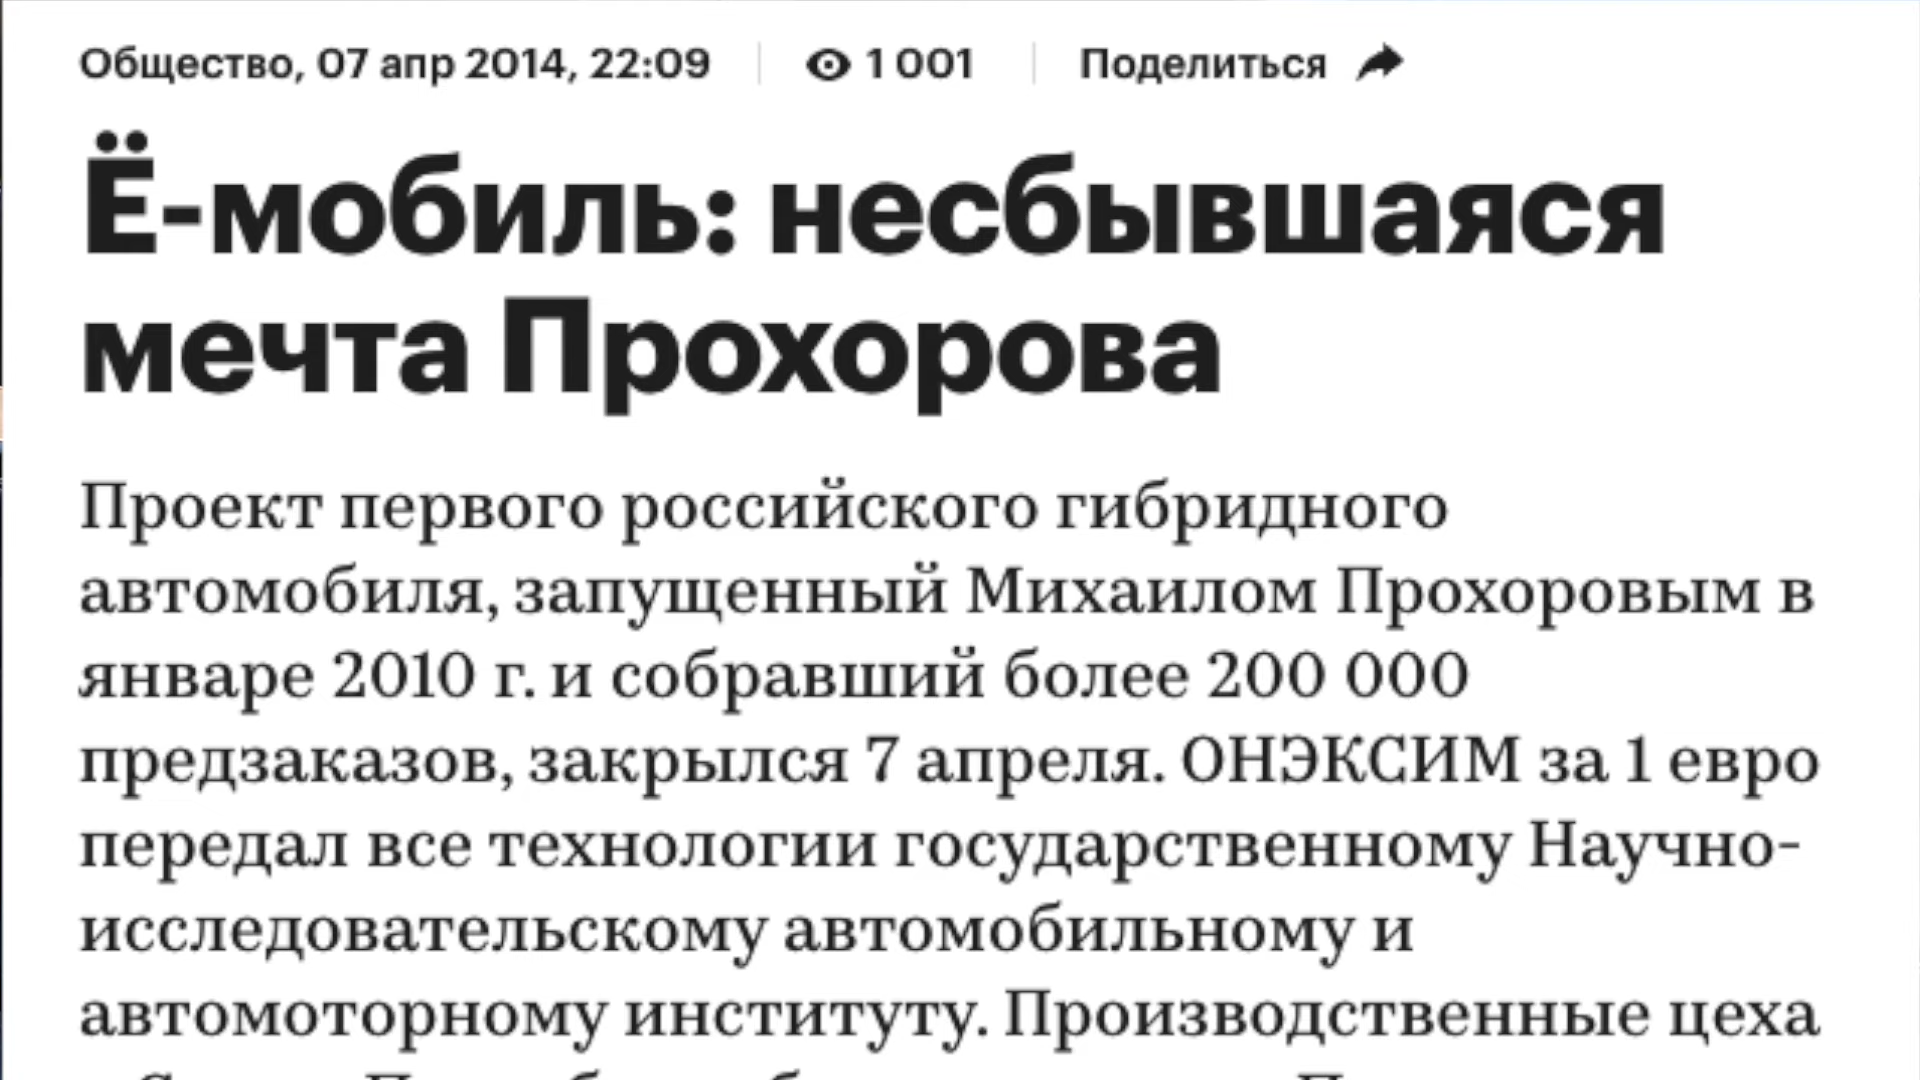 Общество, 07 апр 2014, 22:09 1 001 Поделиться
Ё-мобиль: несбывшаяся
мечта Прохорова
Проект первого российского гибридного
автомобиля, запущенный Михаилом Прохоровым в
январе 2010 г. и собравший более 200 000
предзаказов, закрылся 7 апреля. ОНЭКСИМ за 1 евро
передал все технологии государственному Научно-
исследовательскому автомобильному и
автомоторному институту. Производственные цеха